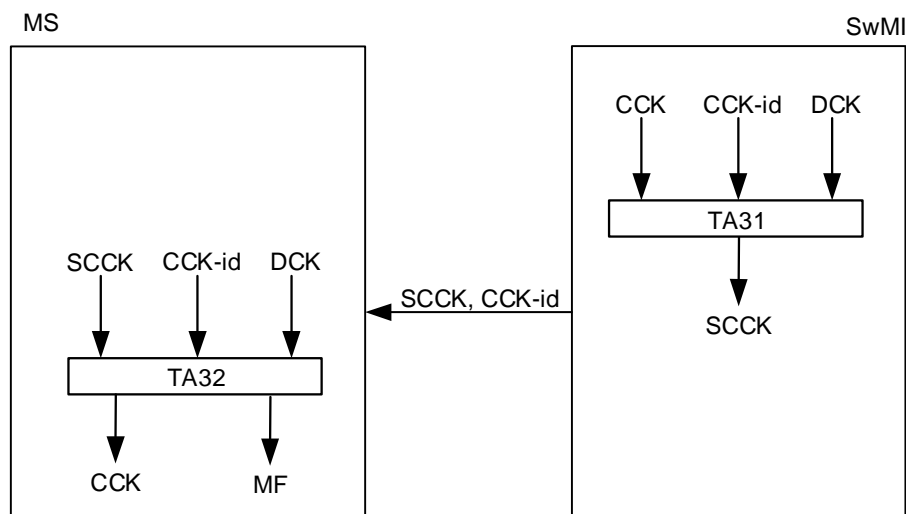 MS
SwMI
CCK CCK-id DCK
TA31
SCCK CCK-id DCK
SCCK, CCK-id
SCCK
TA32
CCK MF